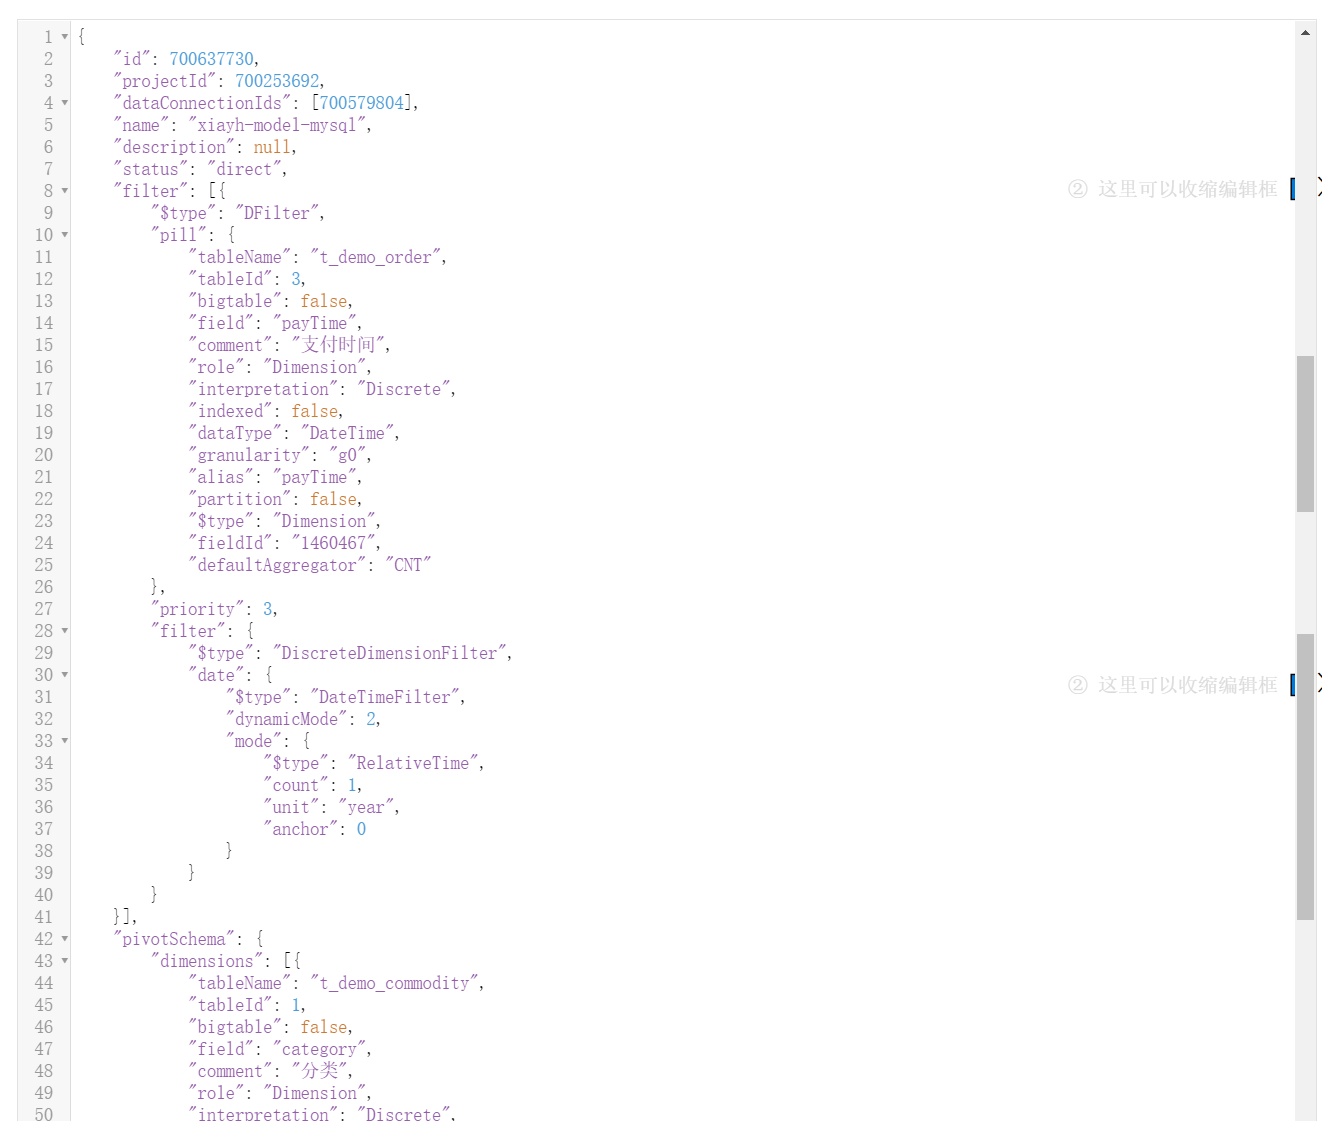 1 {
2 "id": 700637730,
3 "projectId": 700253692,
4 "dataConnectionIds": [700579804],
5 "name": "xiayh-model-mysql",
6 "description": null,
7 "status": "direct",
8 "filter": [{
② 这里可以收缩编辑框
9 "$type": "DFilter",
10 "pill": {
11 "tableName": "t_demo_order",
12 "tableId": 3,
13 "bigtable": false,
14 "field": "payTime",
15 "comment": "支付时间",
16 "role": "Dimension",
17 "interpretation": "Discrete",
18 "indexed": false,
19 "dataType": "DateTime",
20 "granularity": "g0",
21 "alias": "payTime",
22 "partition": false,
23 "$type": "Dimension",
24 "fieldId": "1460467",
25 "defaultAggregator": "CNT"
26 },
27 "priority": 3,
28 "filter": {
29 "$type": "DiscreteDimensionFilter",
30 "date": {
② 这里可以收缩编辑框
31 "$type": "DateTimeFilter",
32 "dynamicMode": 2,
33 "mode": {
34 "$type": "RelativeTime",
35 "count": 1,
36 "unit": "year",
37 "anchor": 0
38 }
39 }
40 }
41 }],
42 "pivotSchema": {
43 "dimensions": [{
44 "tableName": "t_demo_commodity",
45 "tableId": 1,
46 "bigtable": false,
47 "field": "category",
48 "comment": "分类",
49 "role": "Dimension",
50 "interpretation": "Discrete",